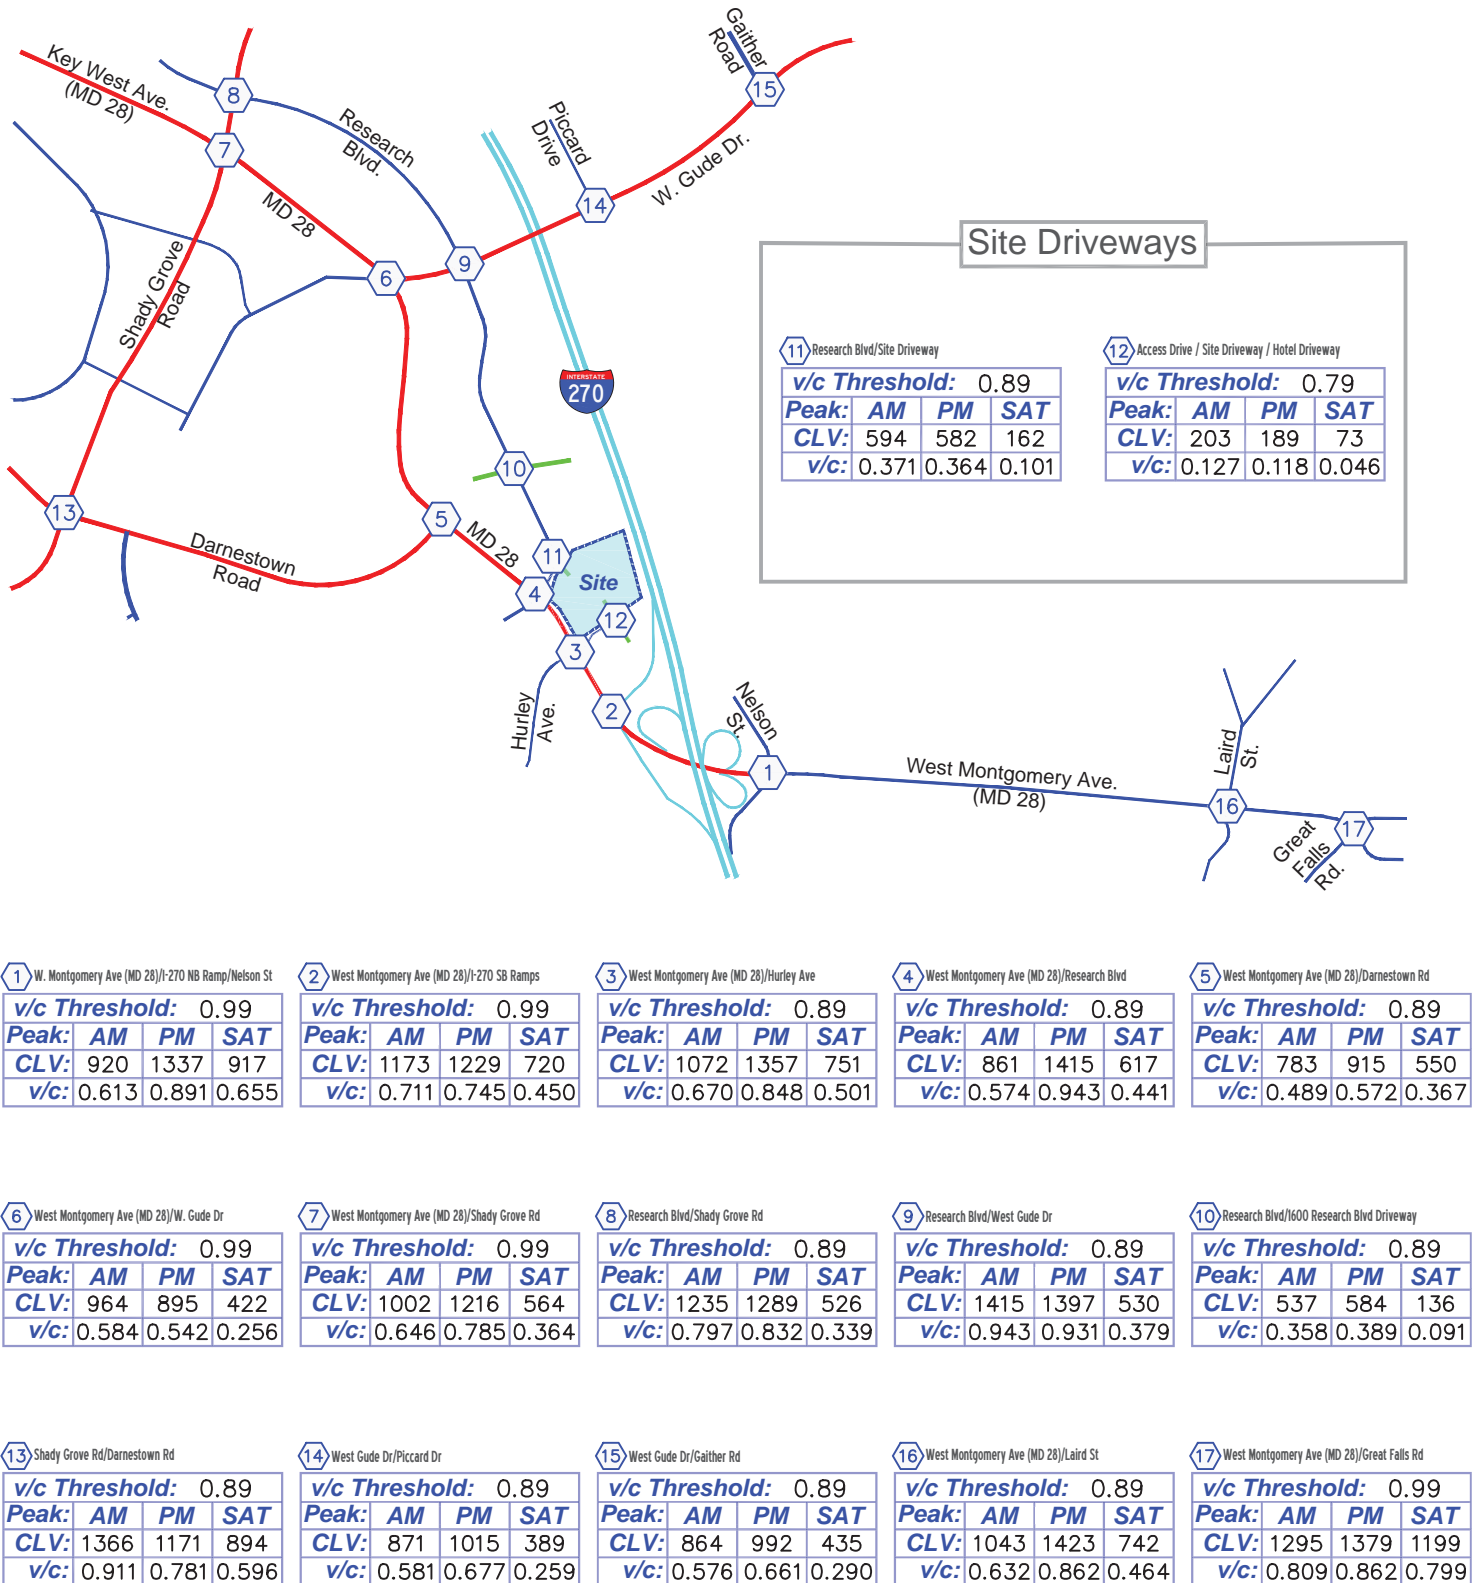 Key West Ave.
(MD 28)
8
7
Research
Blvd.
MD 28
Shady Grove
Road
6
9
Piccard
Drive
14
Gaither
Road
15
W. Gude Dr.
INTERSTATE
270
10
13
Darnestown
Road
5
MD 28
11
4
Site
12
3
Hurley
Ave.
2
Nelson
St.
1
West Montgomery Ave.
(MD 28)
Laird
St.
16
Great
Falls
Rd.
17
Site Driveways
11 Research Blvd/Site Driveway
v/c Threshold: 0.89
Peak: AM PM SAT
CLV: 594 582 162
v/c: 0.371 0.364 0.101
12 Access Drive / Site Driveway / Hotel Driveway
v/c Threshold: 0.79
Peak: AM PM SAT
CLV: 203 189 73
v/c: 0.127 0.118 0.046
1 W. Montgomery Ave (MD 28)/I-270 NB Ramp/Nelson St
v/c Threshold: 0.99
Peak: AM PM SAT
CLV: 920 1337 917
v/c: 0.613 0.891 0.655
2 West Montgomery Ave (MD 28)/I-270 SB Ramps
v/c Threshold: 0.99
Peak: AM PM SAT
CLV: 1173 1229 720
v/c: 0.711 0.745 0.450
3 West Montgomery Ave (MD 28)/Hurley Ave
v/c Threshold: 0.89
Peak: AM PM SAT
CLV: 1072 1357 751
v/c: 0.670 0.848 0.501
4 West Montgomery Ave (MD 28)/Research Blvd
v/c Threshold: 0.89
Peak: AM PM SAT
CLV: 861 1415 617
v/c: 0.574 0.943 0.441
5 West Montgomery Ave (MD 28)/Darnestown Rd
v/c Threshold: 0.89
Peak: AM PM SAT
CLV: 783 915 550
v/c: 0.489 0.572 0.367
6 West Montgomery Ave (MD 28)/W. Gude Dr
v/c Threshold: 0.99
Peak: AM PM SAT
CLV: 964 895 422
v/c: 0.584 0.542 0.256
7 West Montgomery Ave (MD 28)/Shady Grove Rd
v/c Threshold: 0.99
Peak: AM PM SAT
CLV: 1002 1216 564
v/c: 0.646 0.785 0.364
8 Research Blvd/Shady Grove Rd
v/c Threshold: 0.89
Peak: AM PM SAT
CLV: 1235 1289 526
v/c: 0.797 0.832 0.339
9 Research Blvd/West Gude Dr
v/c Threshold: 0.89
Peak: AM PM SAT
CLV: 1415 1397 530
v/c: 0.943 0.931 0.379
10 Research Blvd/1600 Research Blvd Driveway
v/c Threshold: 0.89
Peak: AM PM SAT
CLV: 537 584 136
v/c: 0.358 0.389 0.091
13 Shady Grove Rd/Darnestown Rd
v/c Threshold: 0.89
Peak: AM PM SAT
CLV: 1366 1171 894
v/c: 0.911 0.781 0.596
14 West Gude Dr/Piccard Dr
v/c Threshold: 0.89
Peak: AM PM SAT
CLV: 871 1015 389
v/c: 0.581 0.677 0.259
15 West Gude Dr/Gaither Rd
v/c Threshold: 0.89
Peak: AM PM SAT
CLV: 864 992 435
v/c: 0.576 0.661 0.290
16 West Montgomery Ave (MD 28)/Laird St
v/c Threshold: 0.89
Peak: AM PM SAT
CLV: 1043 1423 742
v/c: 0.632 0.862 0.464
17 West Montgomery Ave (MD 28)/Great Falls Rd
v/c Threshold: 0.99
Peak: AM PM SAT
CLV: 1295 1379 1199
v/c: 0.809 0.862 0.799